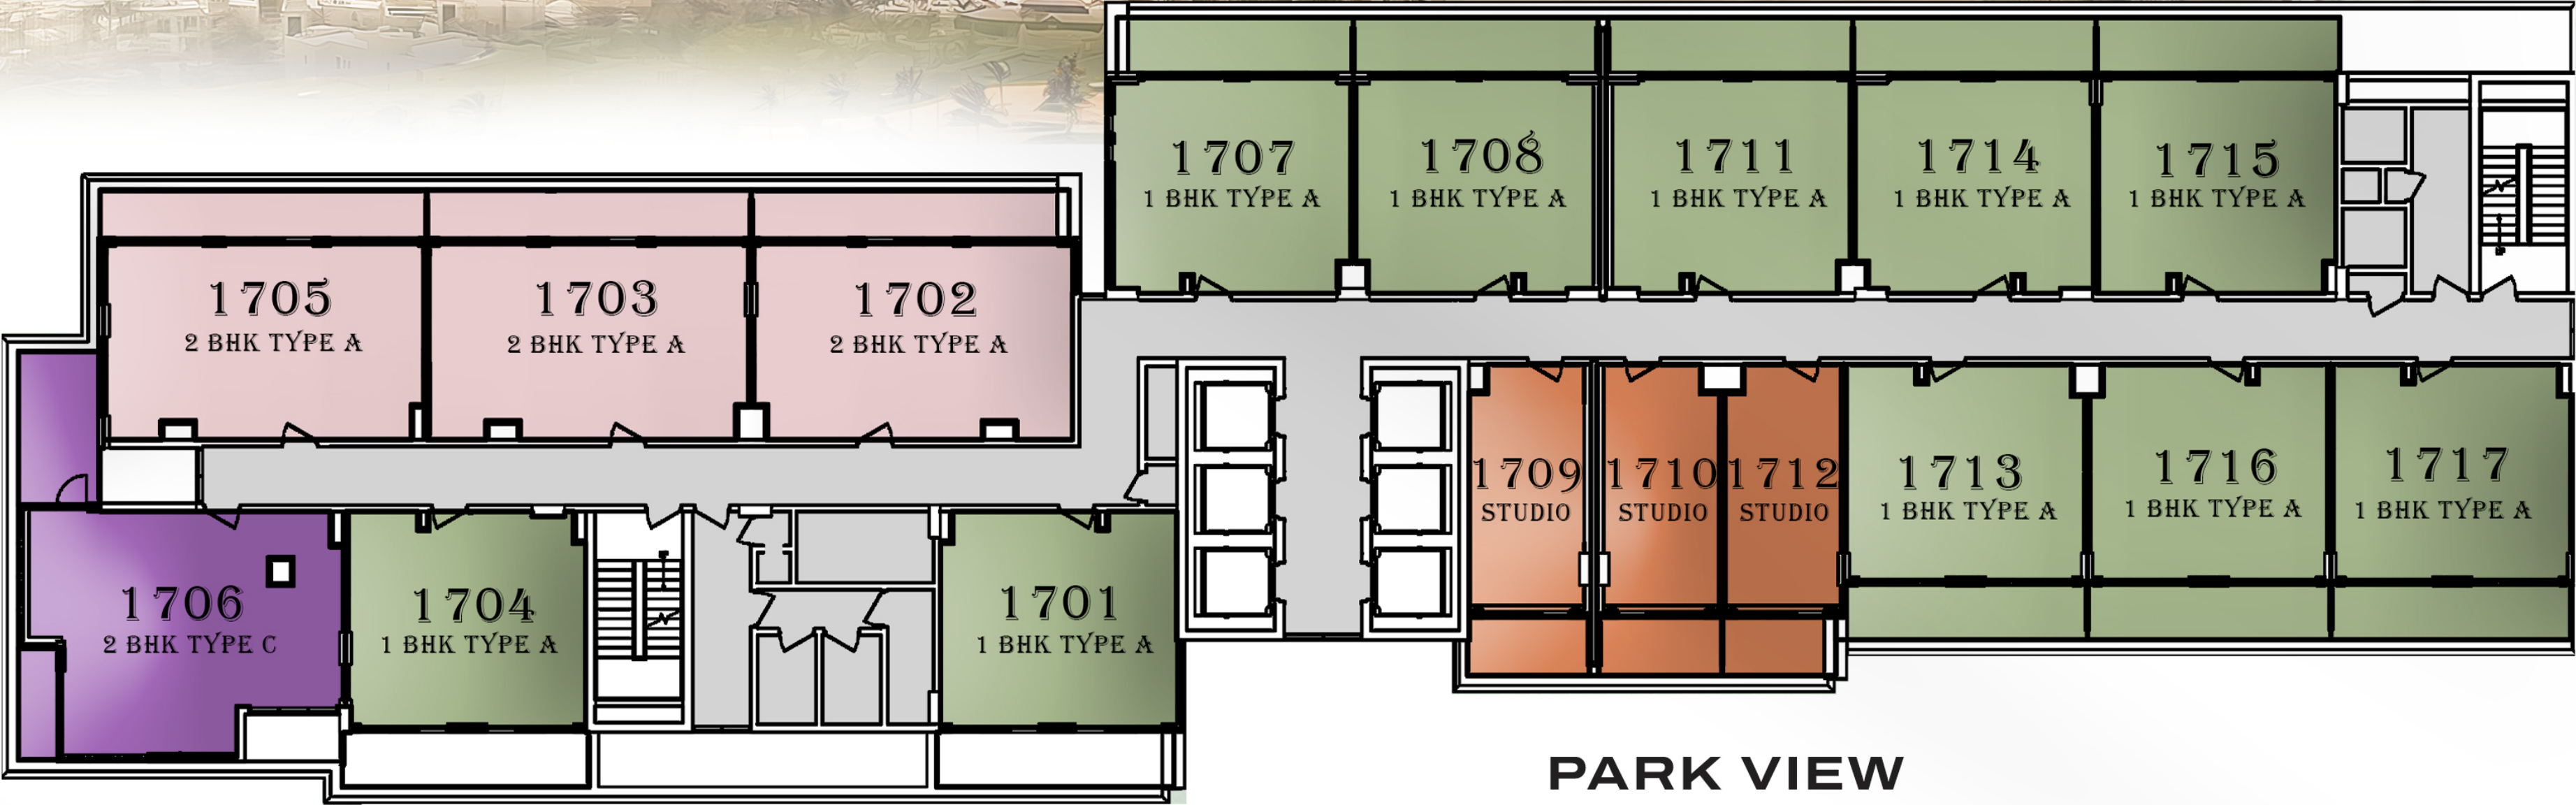 1707
1 BHK TYPE A
1708
1 BHK TYPE A
1711
1 BHK TYPE A
1714
1 BHK TYPE A
1715
1 BHK TYPE A
1705
2 BHK TYPE A
1703
2 BHK TYPE A
1702
2 BHK TYPE A
1709
STUDIO
1710
STUDIO
1712
STUDIO
1713
1 BHK TYPE A
1716
1 BHK TYPE A
1717
1 BHK TYPE A
1706
2 BHK TYPE C
1704
1 BHK TYPE A
1701
1 BHK TYPE A
PARK VIEW